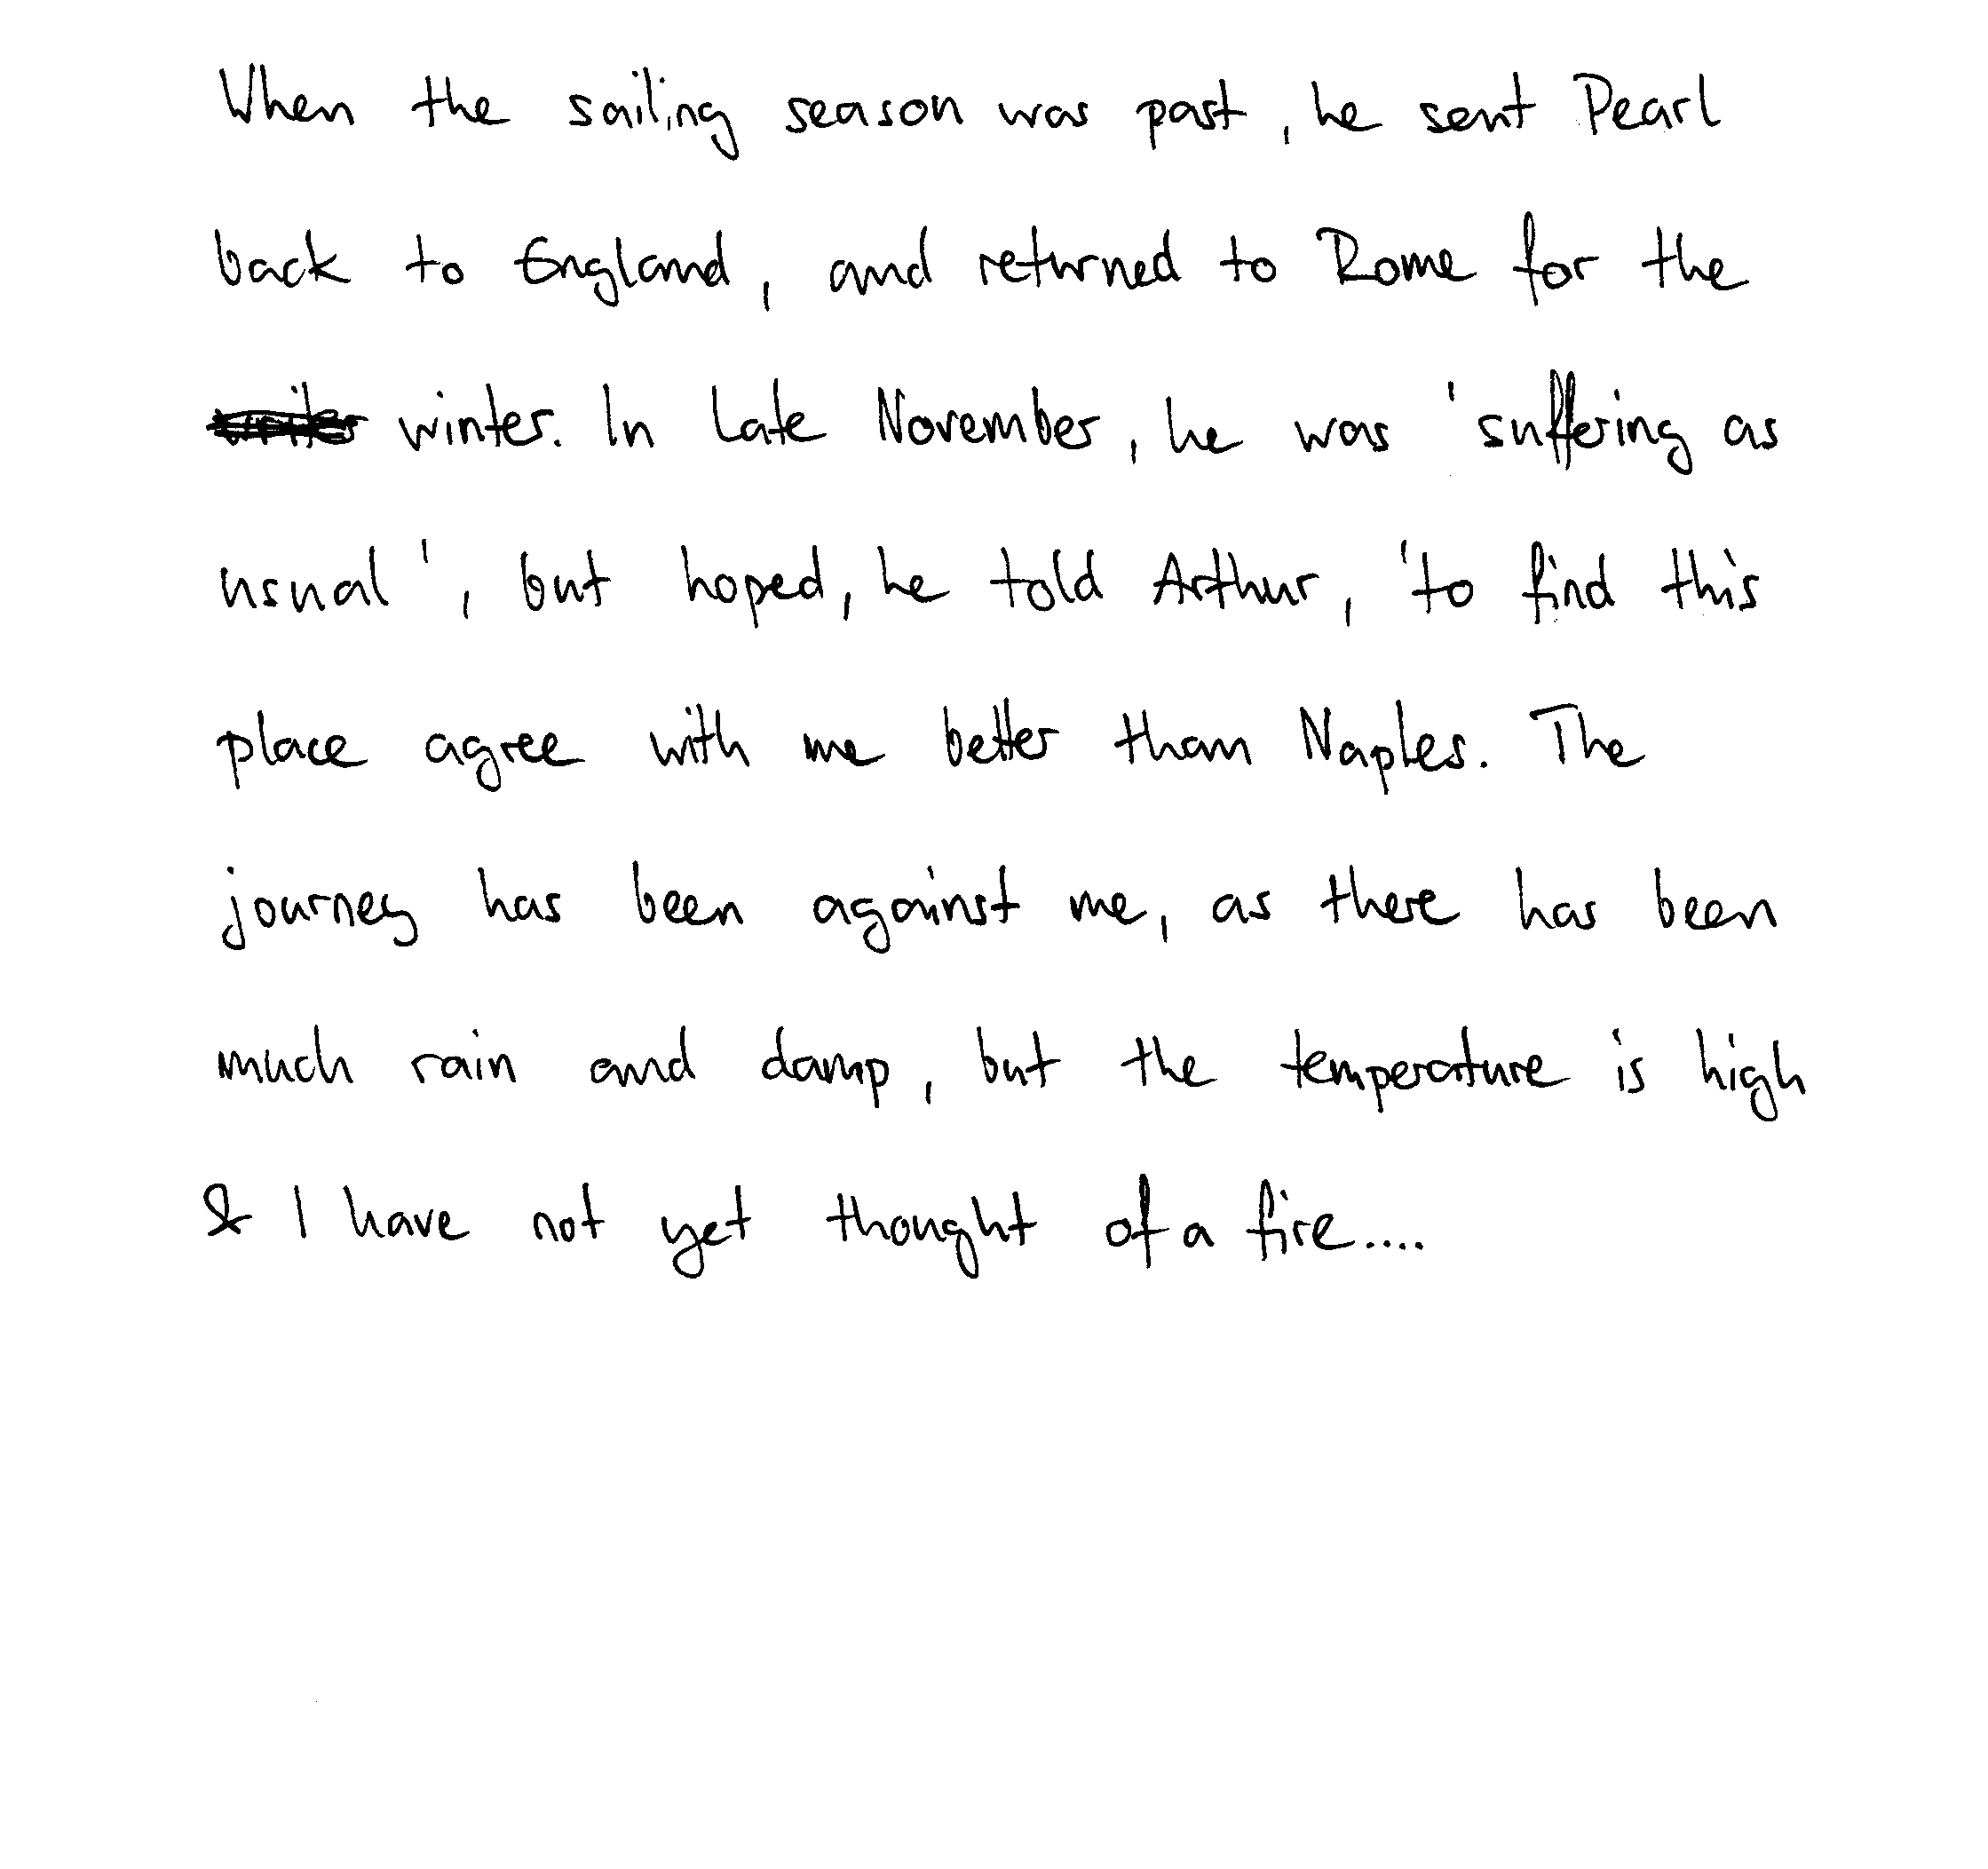 When the sailing season was past, he sent Pearl
back to England, and returned to Rome for the
winter. In late November, he was 'suffering as
usual', but hoped, he told Arthur, 'to find this
place agree with me better than Naples. The
journey has been against me, as there has been
much rain and damp, but the temperature is high
& I have not yet thought of a fire....